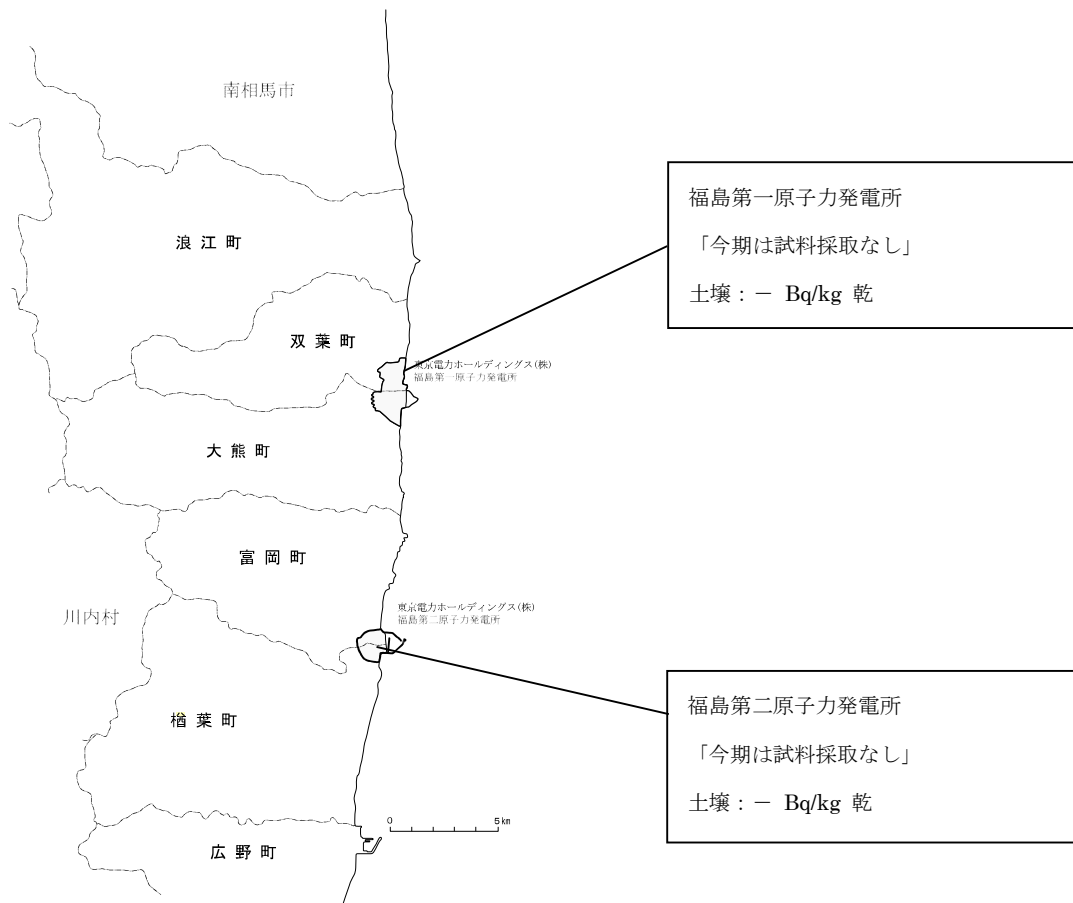 南相馬市
福島第一原子力発電所
「今期は試料採取なし」
土壌：－ Bq/kg 乾
浪江町
双葉町
東京電力ホールディングス(株)
福島第一原子力発電所
大熊町
富岡町
川内村
東京電力ホールディングス(株)
福島第二原子力発電所
福島第二原子力発電所
「今期は試料採取なし」
土壌：－ Bq/kg 乾
楢葉町
0 5km
広野町